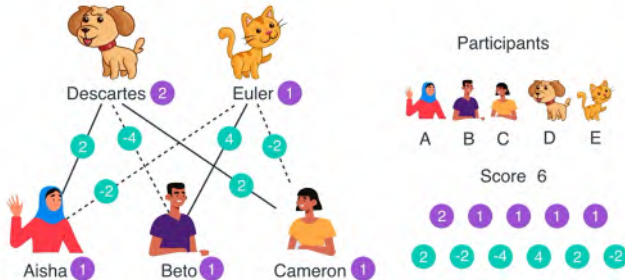 Descartes 2
Euler 1
2
-4
-2
4
2
-2
Aisha 1
Beto 1
Cameron 1
Participants
A B C D E
Score 6
2 1 1 1 1
2 -2 -4 4 2 -2